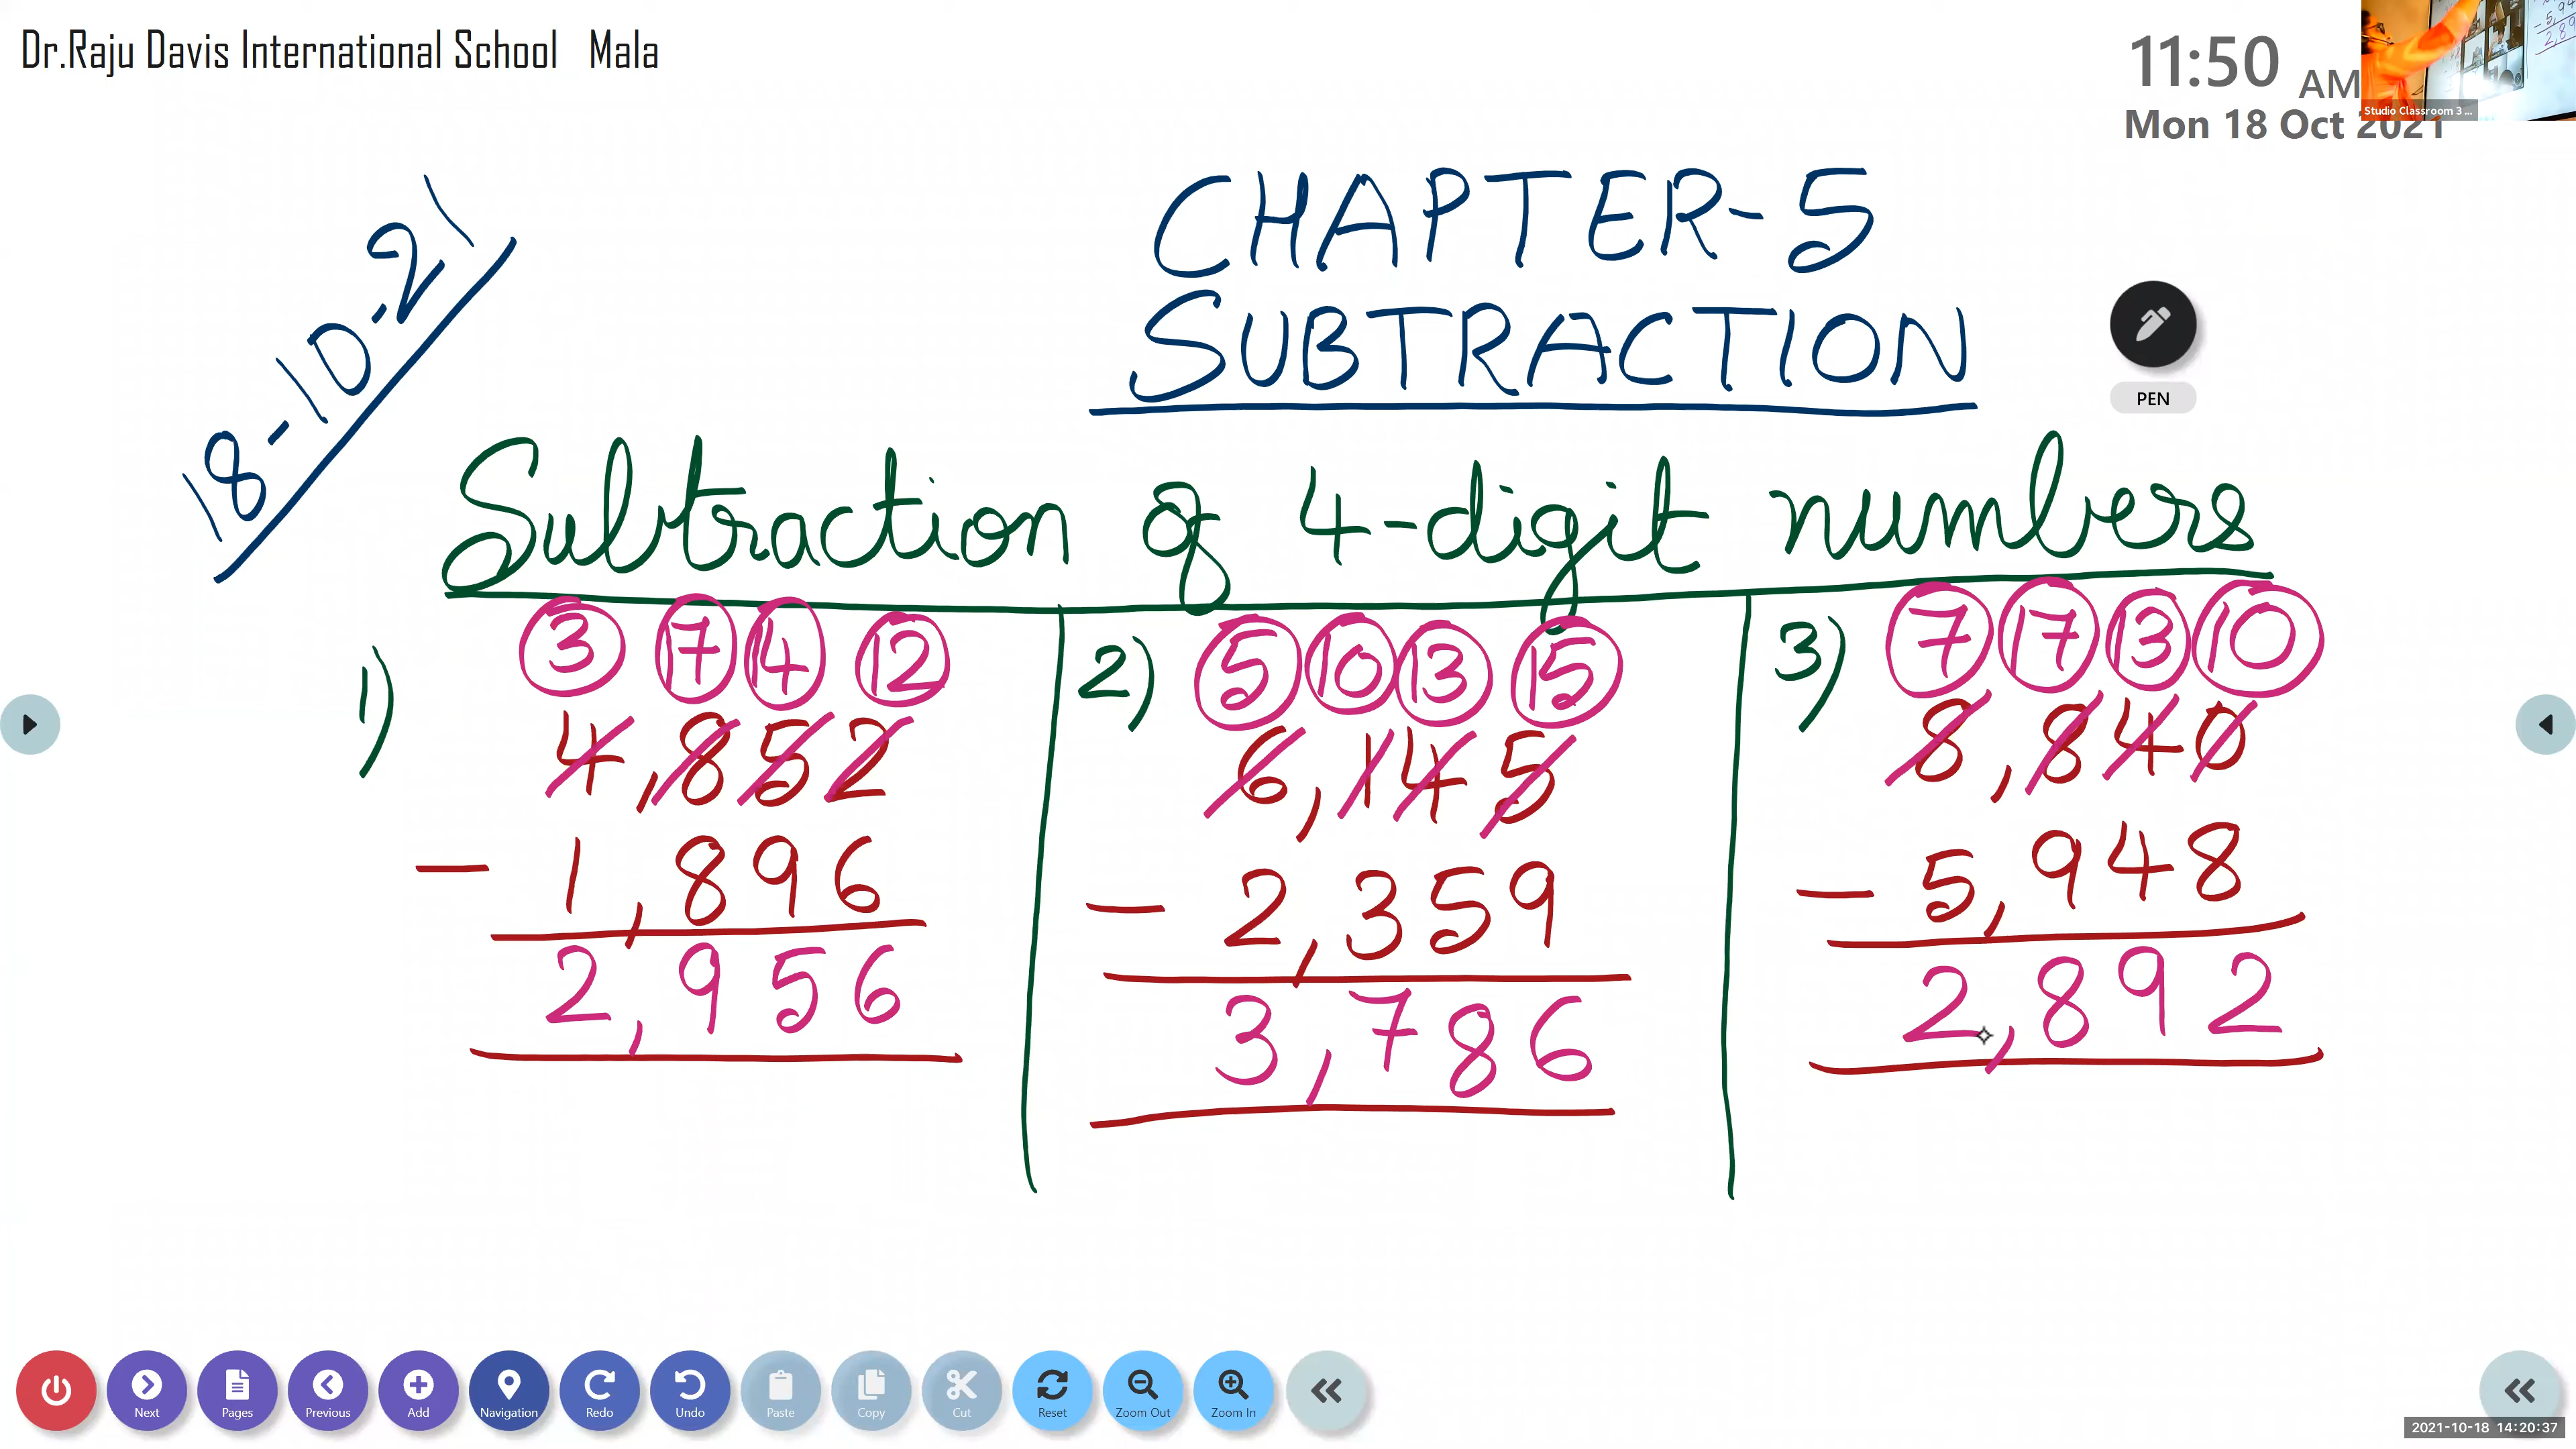 Dr.Raju Davis International School Mala
11:50 AM
Mon 18 Oct 2021
Studio Classroom 3 ...
18-10-21
CHAPTER-5
SUBTRACTION
PEN
Subtraction of 4-digit numbers
1)
3 17 14 12
4,852
- 1,896
2,956
2)
5 10 13 15
6,145
- 2,359
3,786
3)
7 17 13 10
8,840
- 5,948
2,892
Next Pages Previous Add Navigation Redo Undo Paste Copy Cut Reset Zoom Out Zoom In
2021-10-18 14:20:37